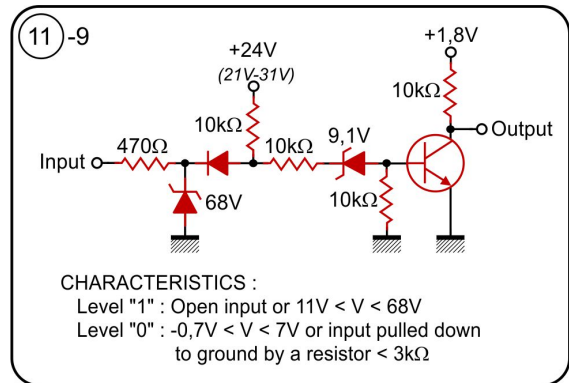 11 -9
+24V
(21V-31V)
+1,8V
10kΩ
Output
10kΩ
470Ω
10kΩ
9,1V
Input
68V
10kΩ
CHARACTERISTICS :
Level "1" : Open input or 11V < V < 68V
Level "0" : -0,7V < V < 7V or input pulled down
to ground by a resistor < 3kΩ